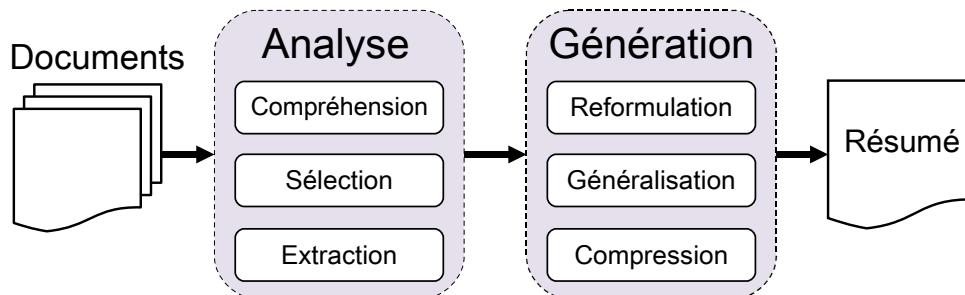 Documents
Analyse
Compréhension
Sélection
Extraction
Génération
Reformulation
Généralisation
Compression
Résumé